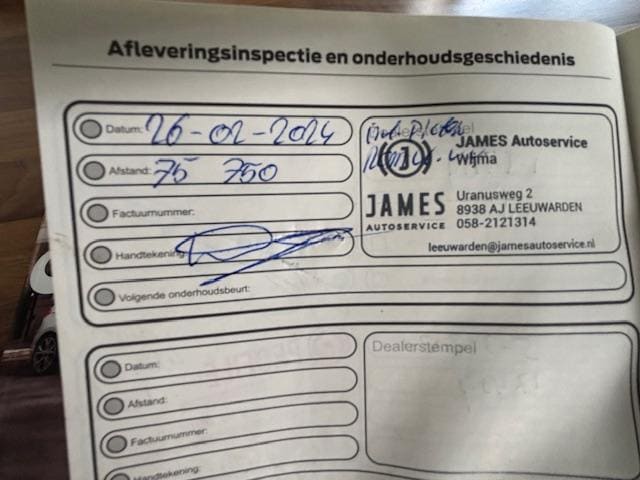 Afleveringsinspectie en onderhoudsgeschiedenis
Datum: 26-02-2024
Afstand: 75 750
Factuurnummer:
Handtekening
Volgende onderhoudsbeurt:
JAMES Autoservice
Wijma
JAMES
AUTOSERVICE
Uranusweg 2
8938 AJ LEEUWARDEN
058-2121314
leeuwarden@jamesautoservice.nl
Datum:
Afstand:
Factuurnummer:
Handtekening:
Dealerstempel